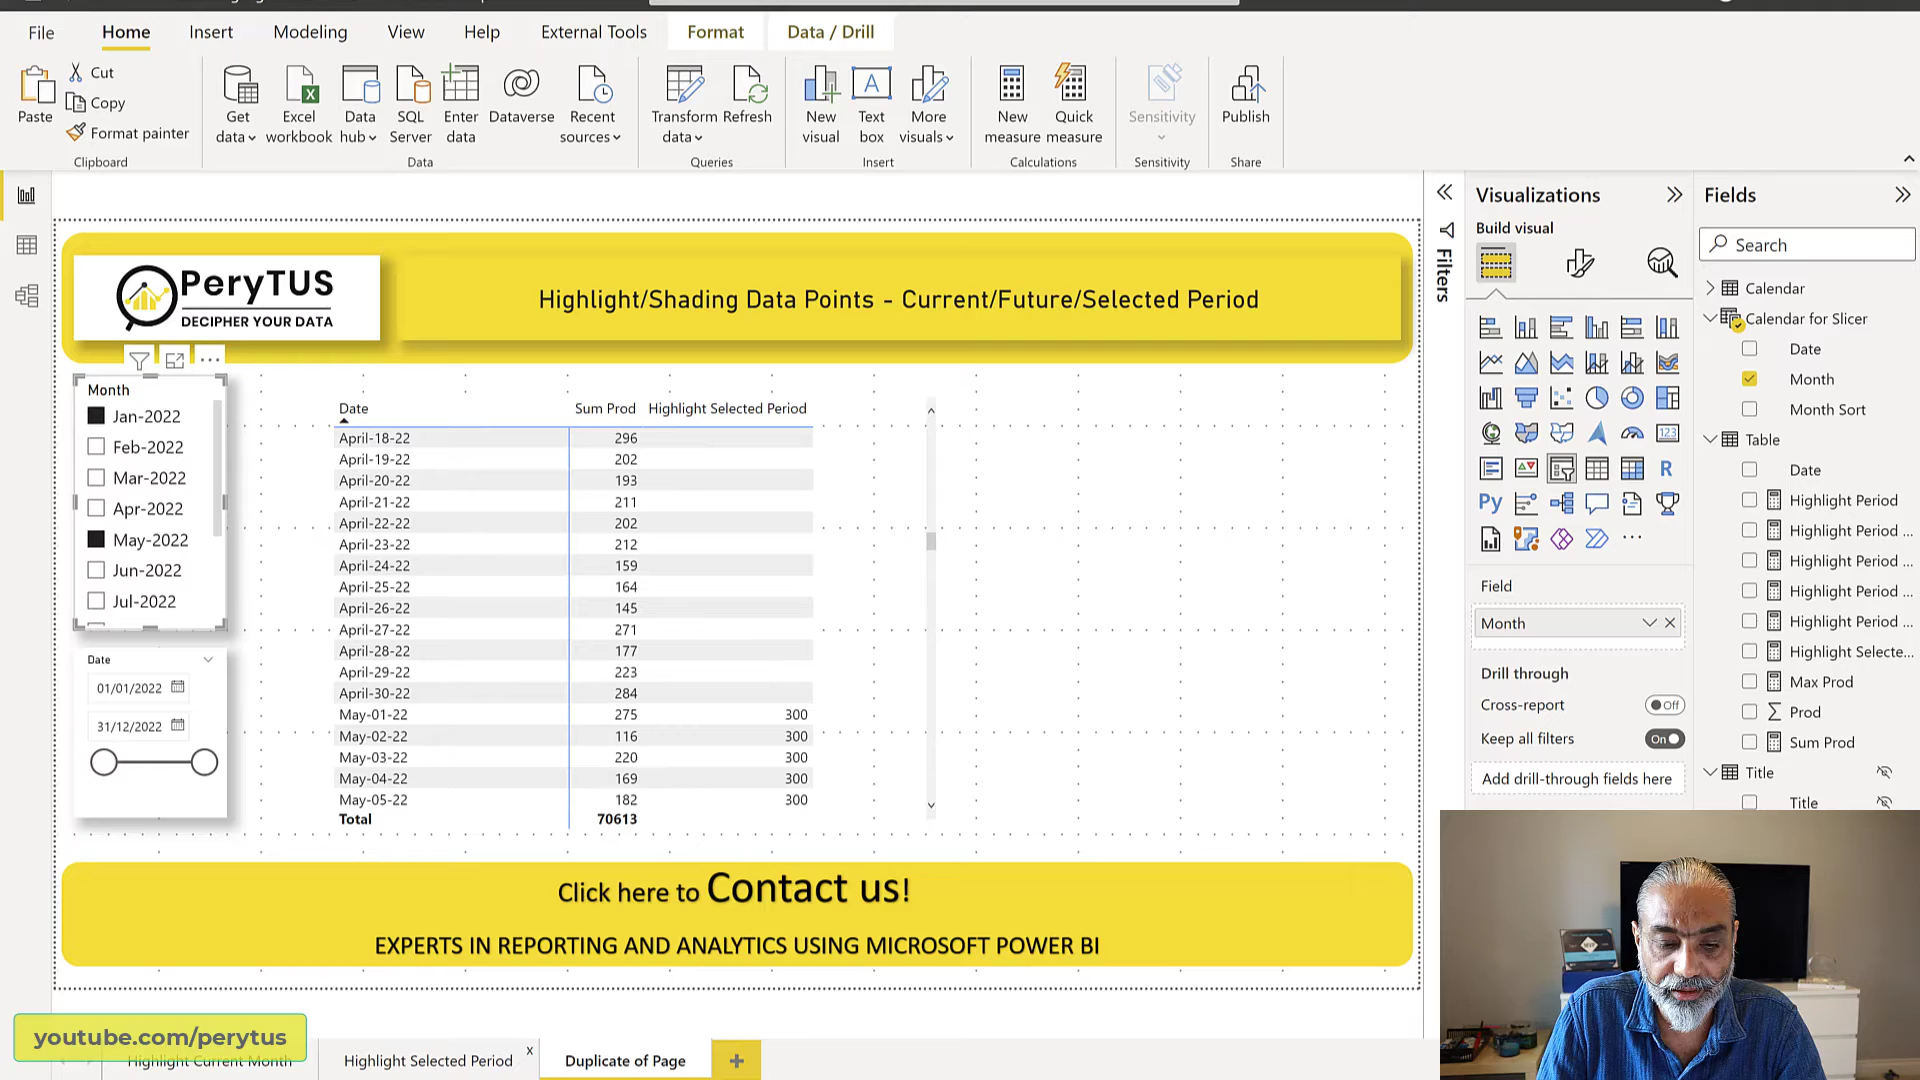 File Home Insert Modeling View Help External Tools Format Data / Drill
Paste
Cut
Copy
Format painter
Clipboard
Get data
Excel workbook
Data hub
SQL Server
Enter data
Dataverse
Recent sources
Data
Transform data
Refresh
Queries
New visual
Text box
More visuals
Insert
New measure
Quick measure
Calculations
Sensitivity
Sensitivity
Publish
Share
PeryTUS
DECIPHER YOUR DATA
Highlight/Shading Data Points - Current/Future/Selected Period
Month
Jan-2022
Feb-2022
Mar-2022
Apr-2022
May-2022
Jun-2022
Jul-2022
Date
01/01/2022
31/12/2022
Date Sum Prod Highlight Selected Period
April-18-22 296
April-19-22 202
April-20-22 193
April-21-22 211
April-22-22 202
April-23-22 212
April-24-22 159
April-25-22 164
April-26-22 145
April-27-22 271
April-28-22 177
April-29-22 223
April-30-22 284
May-01-22 275 300
May-02-22 116 300
May-03-22 220 300
May-04-22 169 300
May-05-22 182 300
Total 70613
Click here to Contact us!
EXPERTS IN REPORTING AND ANALYTICS USING MICROSOFT POWER BI
youtube.com/perytus
Highlight Current Month
Highlight Selected Period
x
Duplicate of Page
Filters
Visualizations
Build visual
123
R
Py
Field
Month
Drill through
Cross-report Off
Keep all filters On
Add drill-through fields here
Fields
Search
Calendar
Calendar for Slicer
Date
Month
Month Sort
Table
Date
Highlight Period
Highlight Period ...
Highlight Period ...
Highlight Period ...
Highlight Period ...
Highlight Selecte...
Max Prod
Prod
Sum Prod
Title
Title